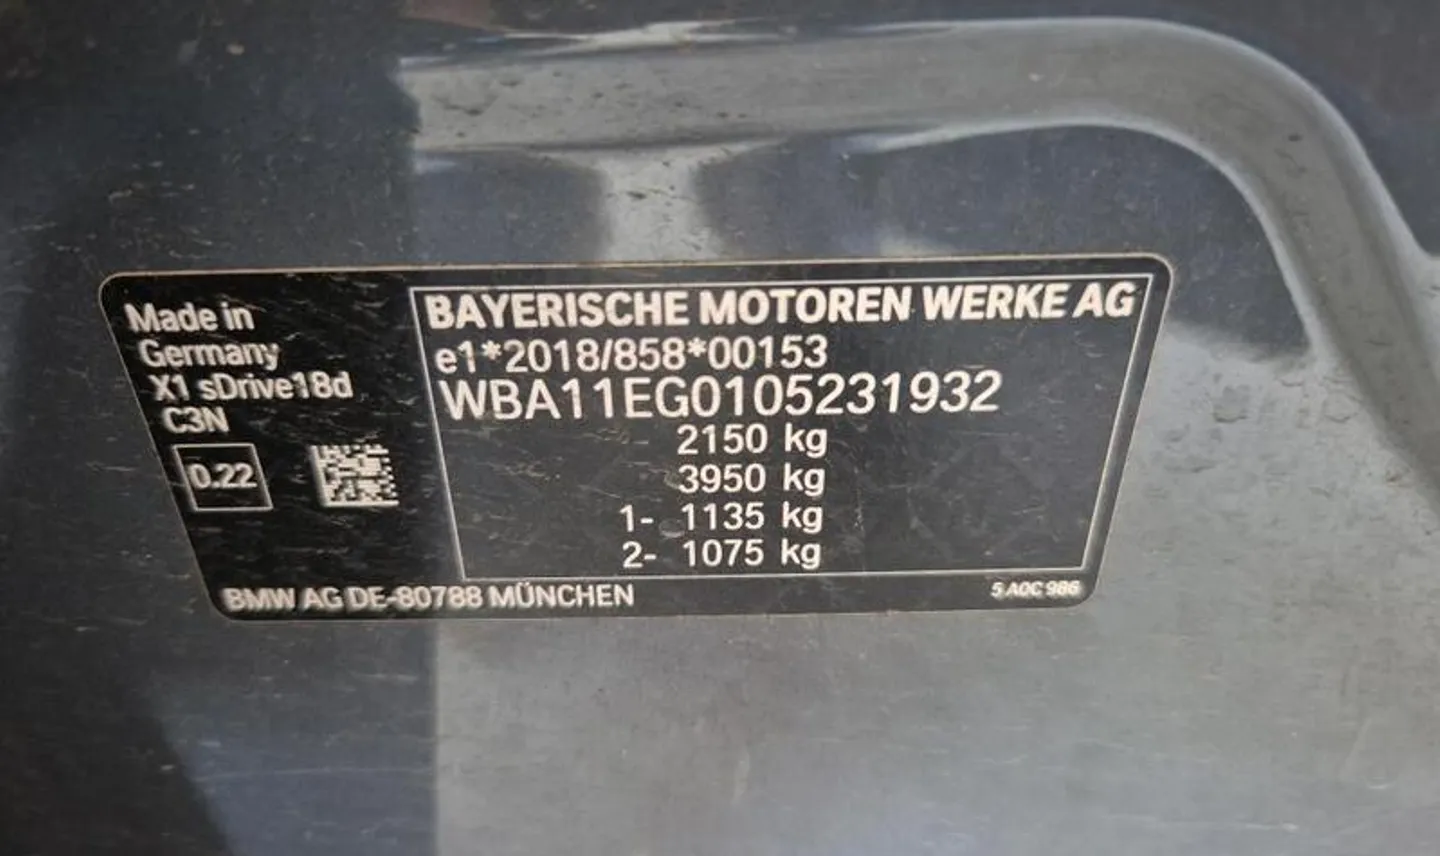 Made in
Germany
X1 sDrive18d
C3N
0.22
BAYERISCHE MOTOREN WERKE AG
e1*2018/858*00153
WBA11EG0105231932
2150 kg
3950 kg
1- 1135 kg
2- 1075 kg
BMW AG DE-80788 MÜNCHEN
5 A0C 986